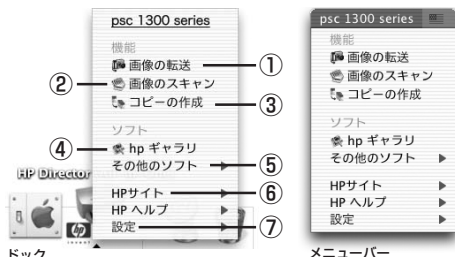 psc 1300 series
機能
画像の転送 ①
② 画像のスキャン
コピーの作成 ③
ソフト
④ hp ギャラリ
その他のソフト ⑤
HPサイト ⑥
HP ヘルプ
設定 ⑦
HP Director
hp
invent
ドック
psc 1300 series
機能
画像の転送
画像のスキャン
コピーの作成
ソフト
hp ギャラリ
その他のソフト
HPサイト
HP ヘルプ
設定
メニューバー